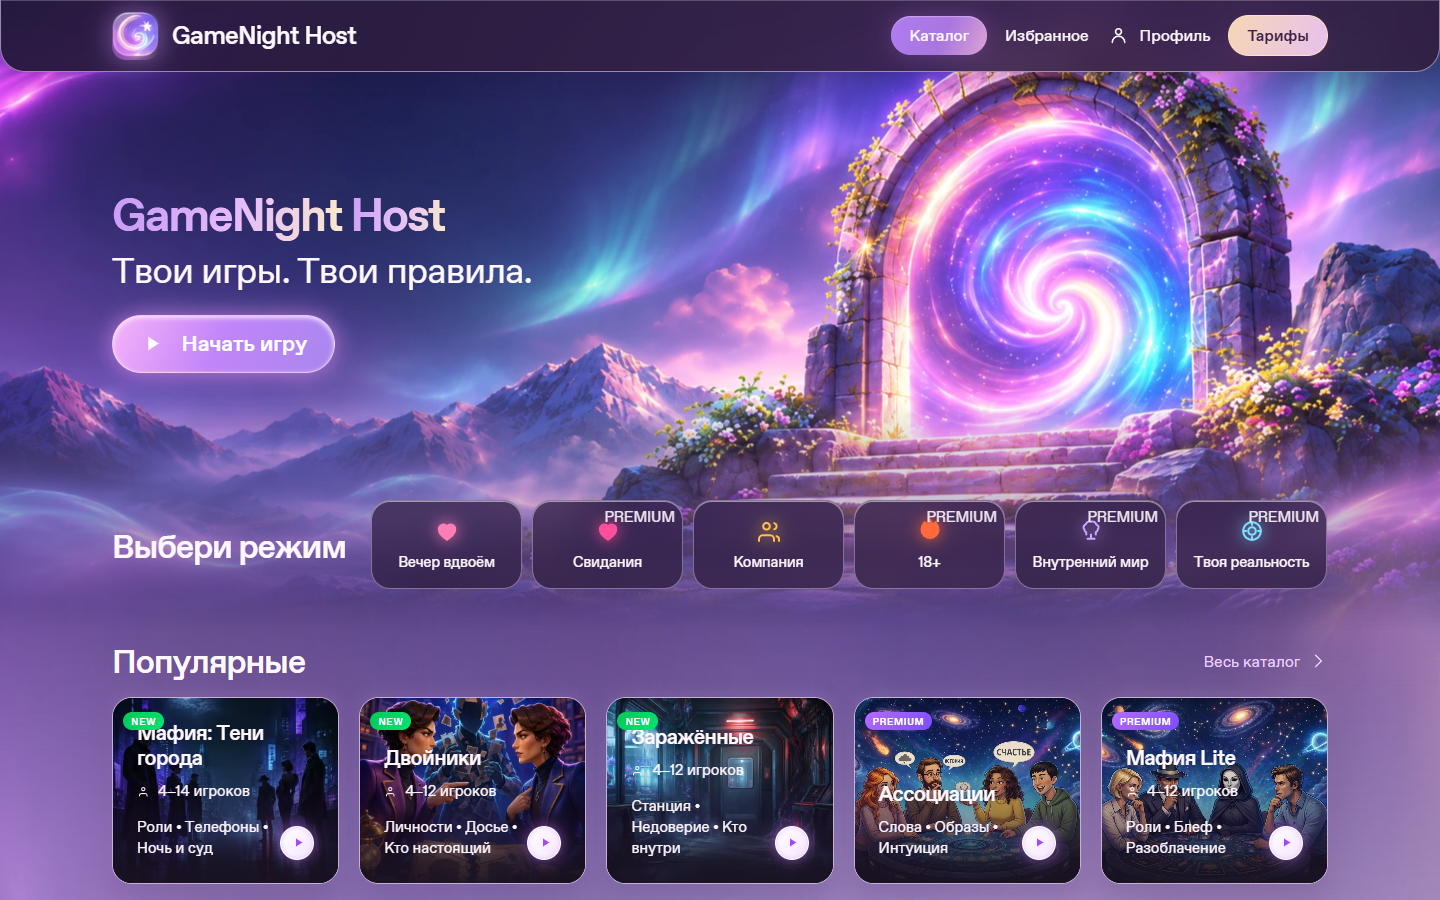 GameNight Host
Каталог
Избранное
Профиль
Тарифы
GameNight Host
Твои игры. Твои правила.
Начать игру
Выбери режим
Вечер вдвоём
PREMIUM
Свидания
Компания
PREMIUM
18+
PREMIUM
Внутренний мир
PREMIUM
Твоя реальность
Популярные
Весь каталог
NEW
Мафия: Тени
города
4–14 игроков
Роли • Телефоны •
Ночь и суд
NEW
Двойники
4–12 игроков
Личности • Досье •
Кто настоящий
NEW
Заражённые
4–12 игроков
Станция •
Недоверие • Кто
внутри
PREMIUM
СЧАСТЬЕ
Ассоциации
Слова • Образы •
Интуиция
PREMIUM
Мафия Lite
4–12 игроков
Роли • Блеф •
Разоблачение